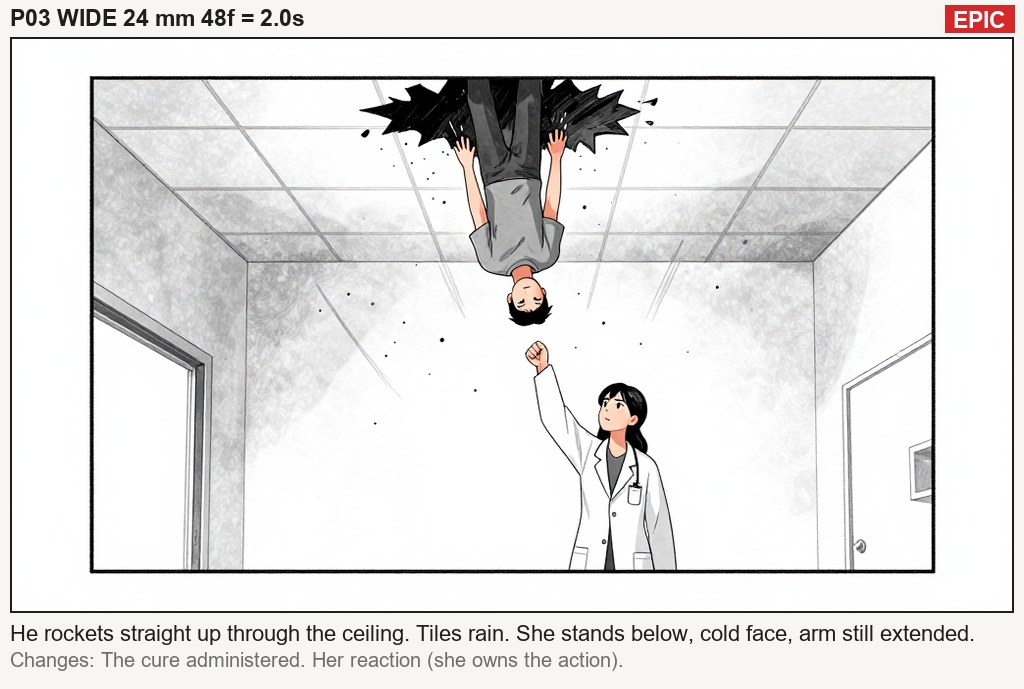 P03 WIDE 24 mm 48f = 2.0s
EPIC
He rockets straight up through the ceiling. Tiles rain. She stands below, cold face, arm still extended.
Changes: The cure administered. Her reaction (she owns the action).